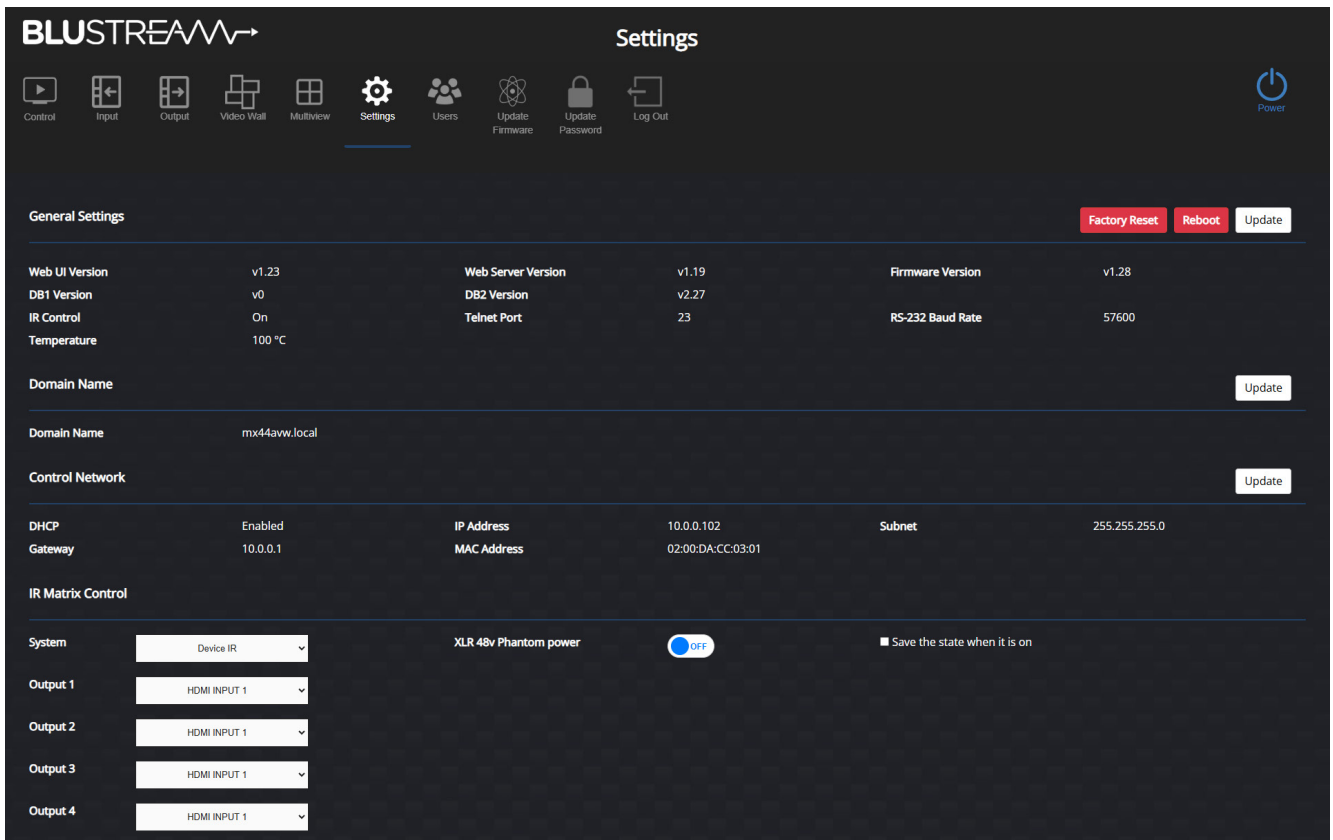 BLUSTREAM
Settings
Control Input Output Video Wall Multiview Settings Users Update Firmware Update Password Log Out Power
General Settings Factory Reset Reboot Update
Web UI Version v1.23 Web Server Version v1.19 Firmware Version v1.28
DB1 Version v0 DB2 Version v2.27
IR Control On Telnet Port 23 RS-232 Baud Rate 57600
Temperature 100 °C
Domain Name Update
Domain Name mx44avw.local
Control Network Update
DHCP Enabled IP Address 10.0.0.102 Subnet 255.255.255.0
Gateway 10.0.0.1 MAC Address 02:00:DA:CC:03:01
IR Matrix Control
System Device IR XLR 48v Phantom power OFF Save the state when it is on
Output 1 HDMI INPUT 1
Output 2 HDMI INPUT 1
Output 3 HDMI INPUT 1
Output 4 HDMI INPUT 1